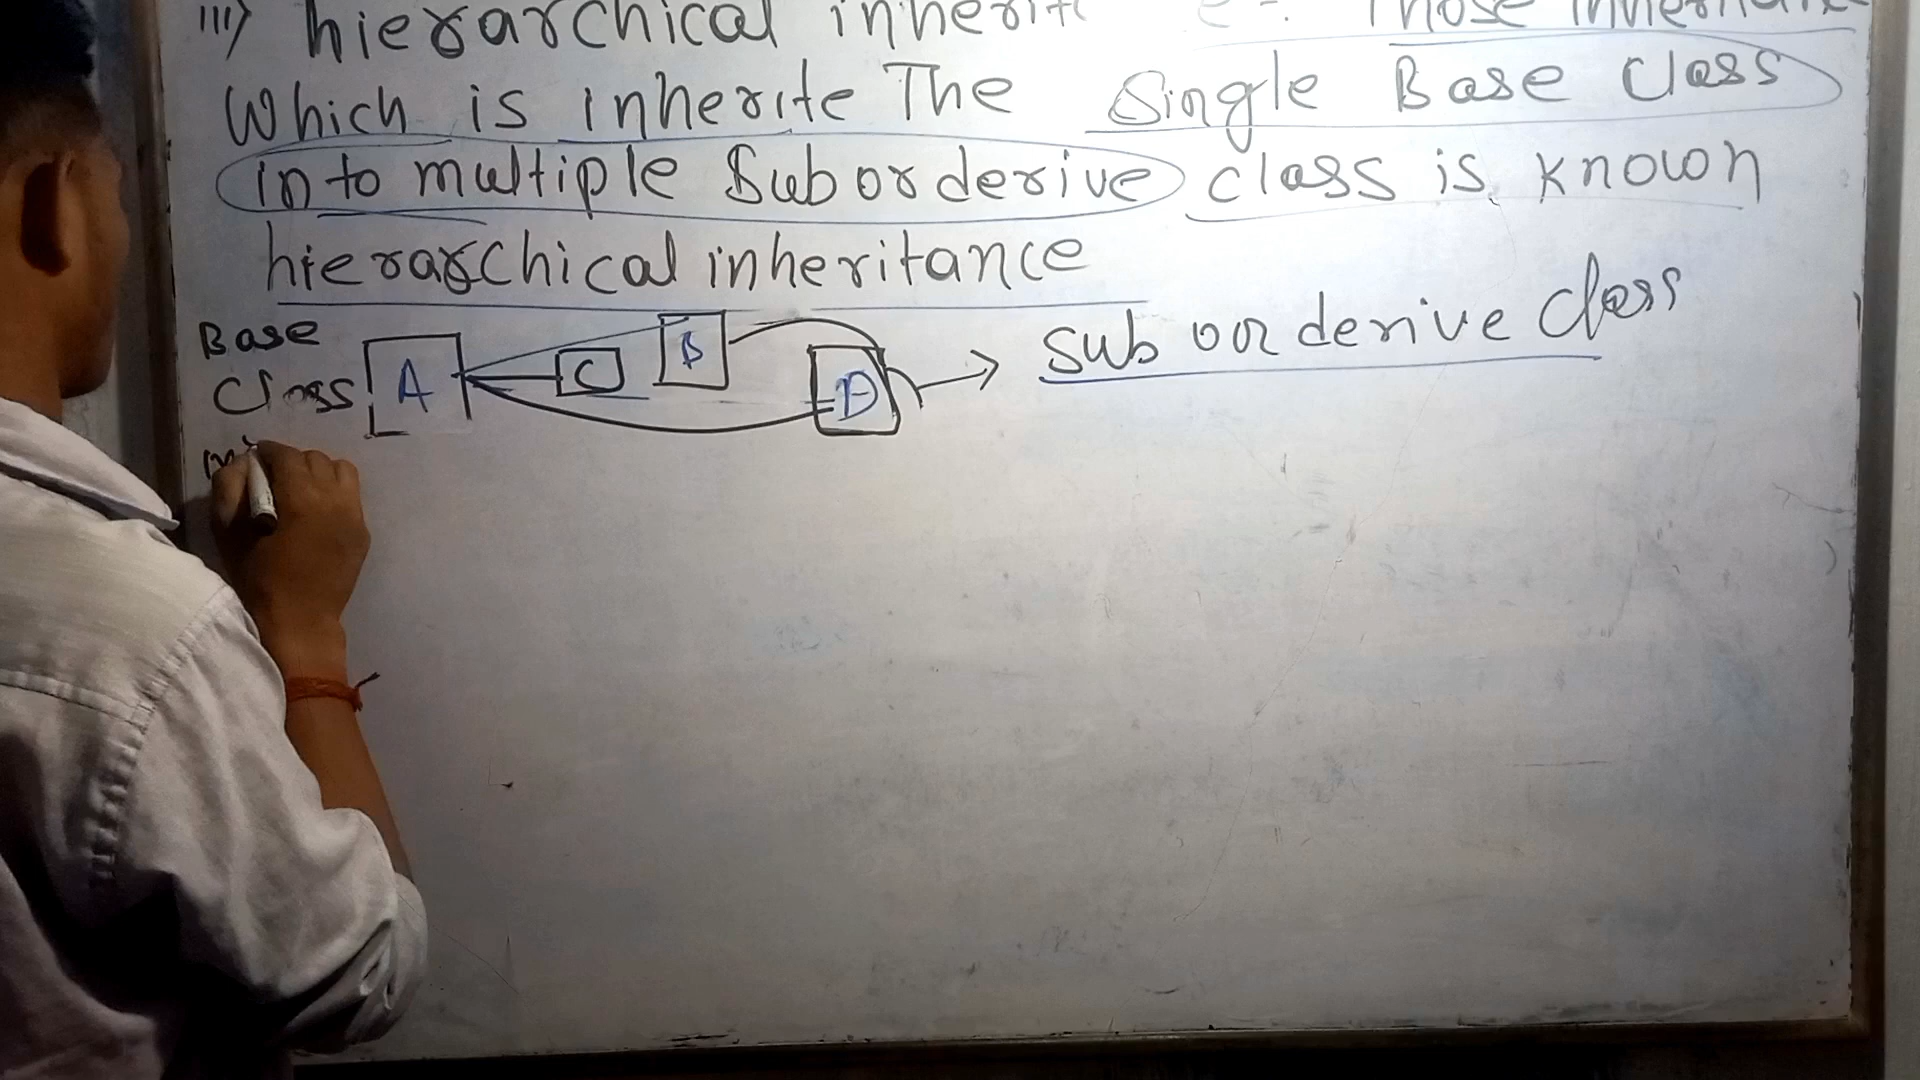 III) hierarchical inherit e-: Those inheritan
Which is inherite The Single Base Class
into multiple Sub or derive class is known
hierarchical inheritance
Base
Class
A C B D
Sub or derive Class